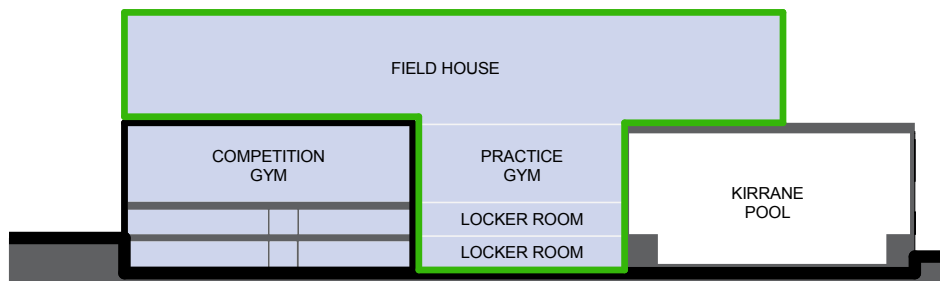 FIELD HOUSE
COMPETITION
GYM
PRACTICE
GYM
KIRRANE
POOL
LOCKER ROOM
LOCKER ROOM